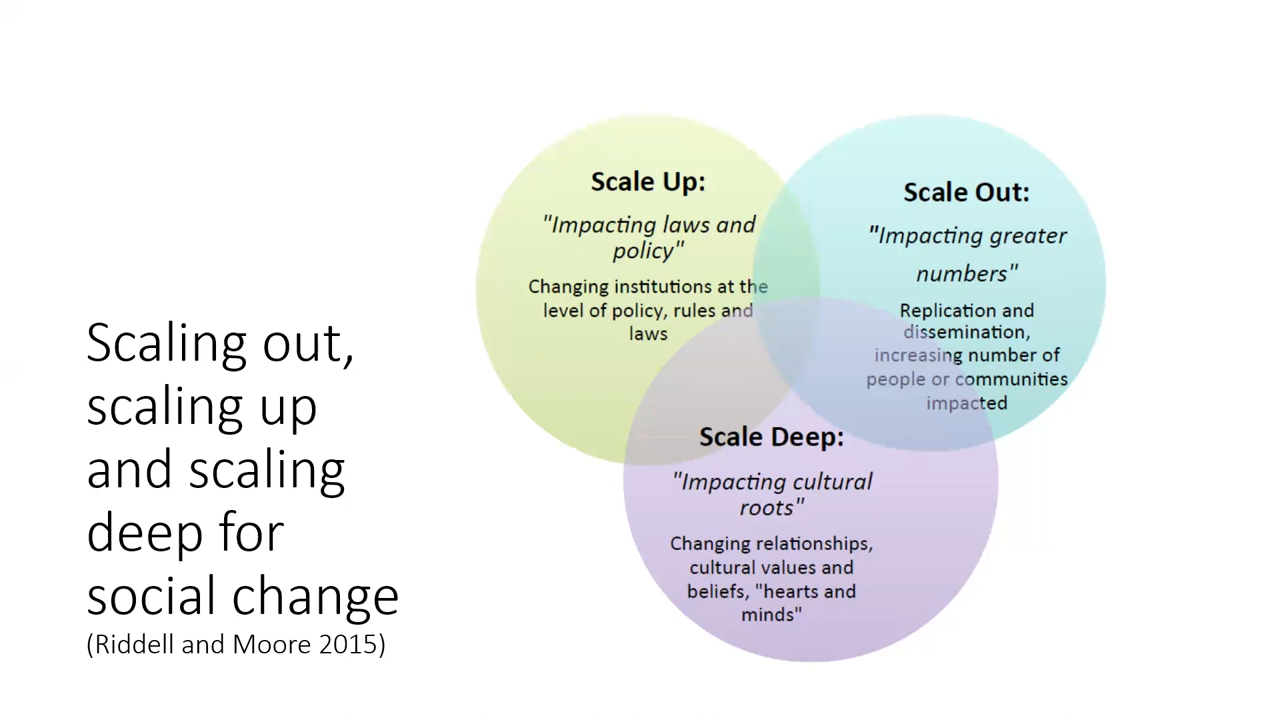 Scaling out,
scaling up
and scaling
deep for
social change
(Riddell and Moore 2015)
Scale Up:
"Impacting laws and
policy"
Changing institutions at the
level of policy, rules and
laws
Scale Out:
"Impacting greater
numbers"
Replication and
dissemination,
increasing number of
people or communities
impacted
Scale Deep:
"Impacting cultural
roots"
Changing relationships,
cultural values and
beliefs, "hearts and
minds"